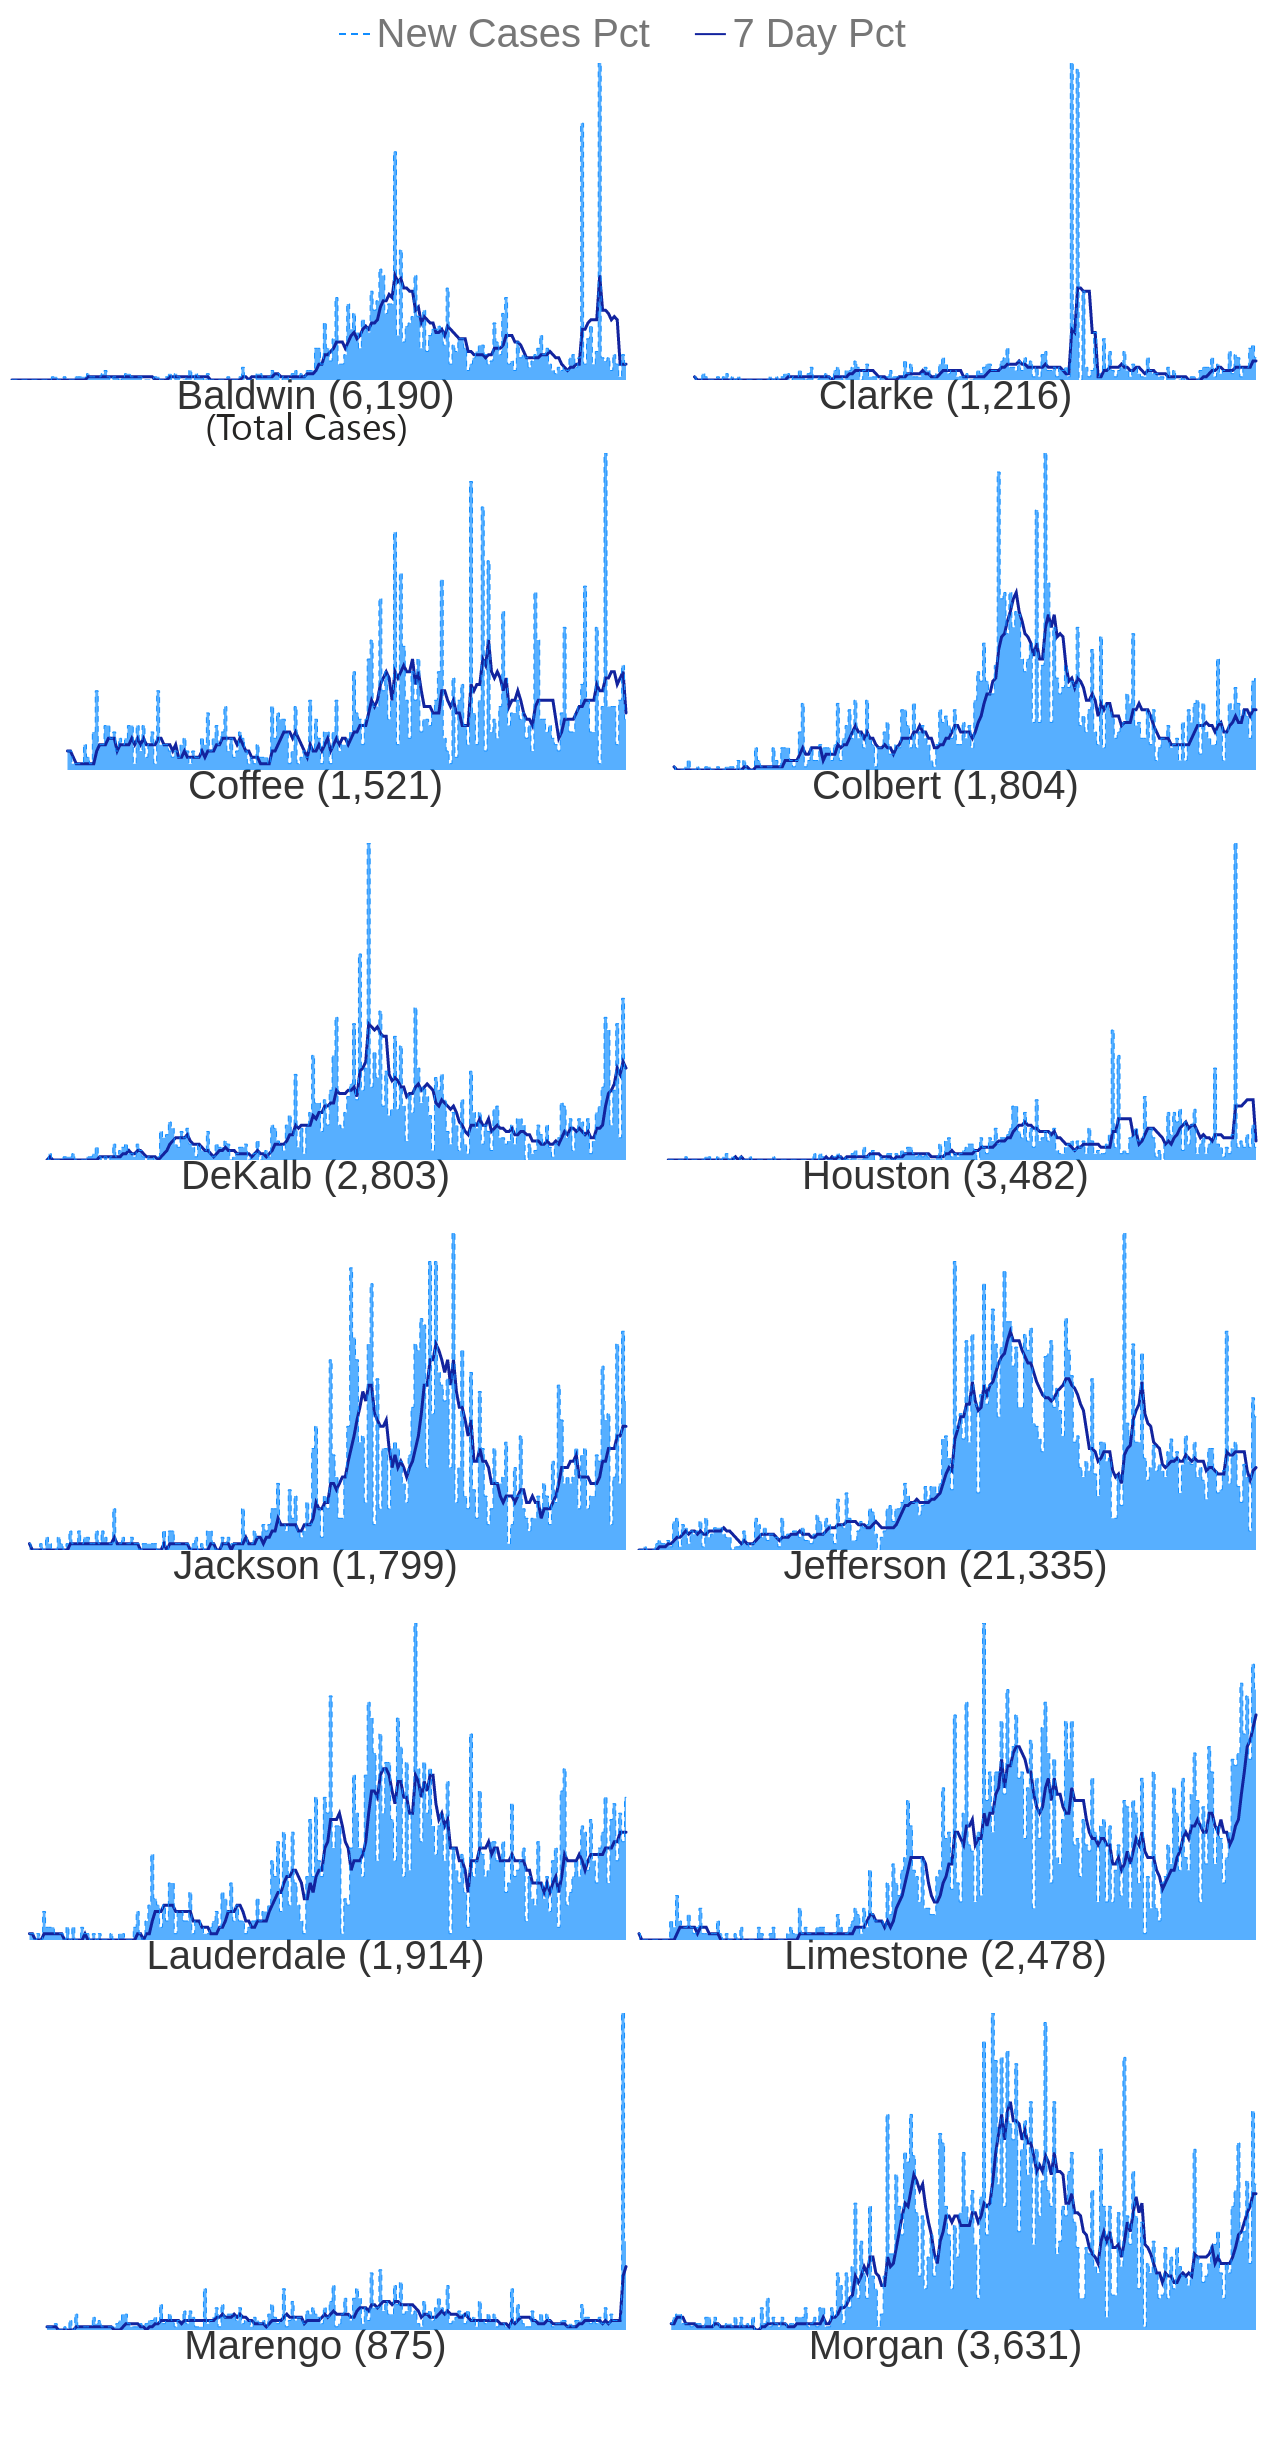 New Cases Pct 7 Day Pct
Baldwin (6,190) Clarke (1,216)
(Total Cases)
Coffee (1,521) Colbert (1,804)
DeKalb (2,803) Houston (3,482)
Jackson (1,799) Jefferson (21,335)
Lauderdale (1,914) Limestone (2,478)
Marengo (875) Morgan (3,631)